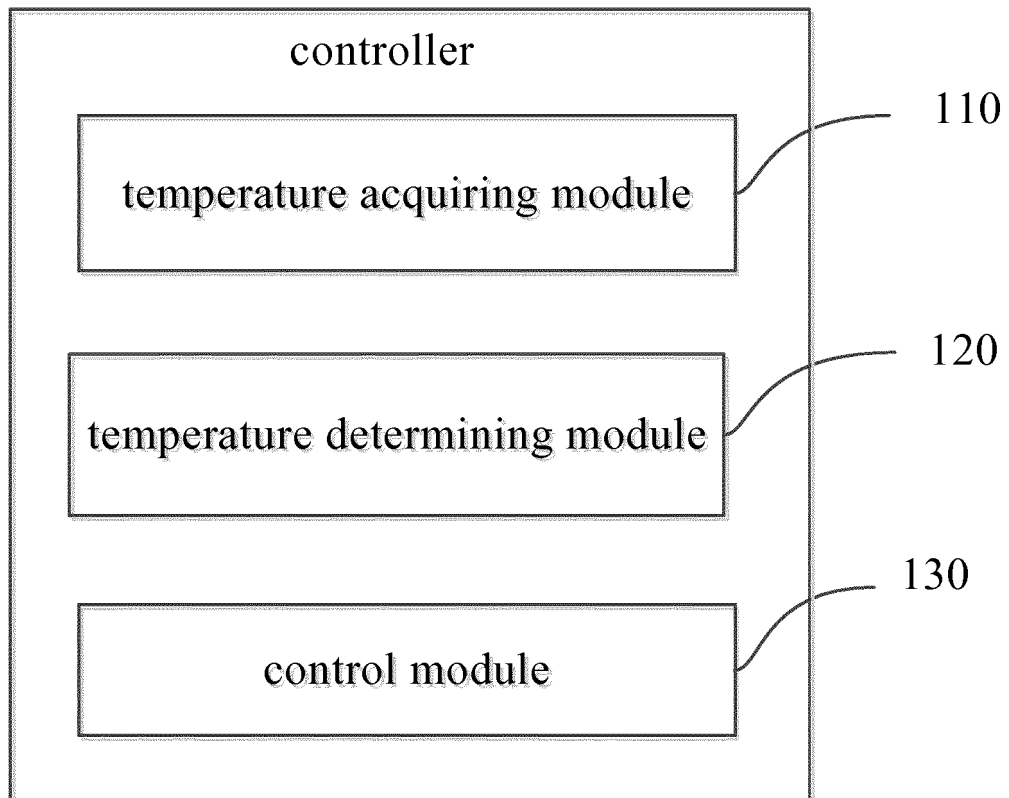 controller
110
temperature acquiring module
120
temperature determining module
130
control module